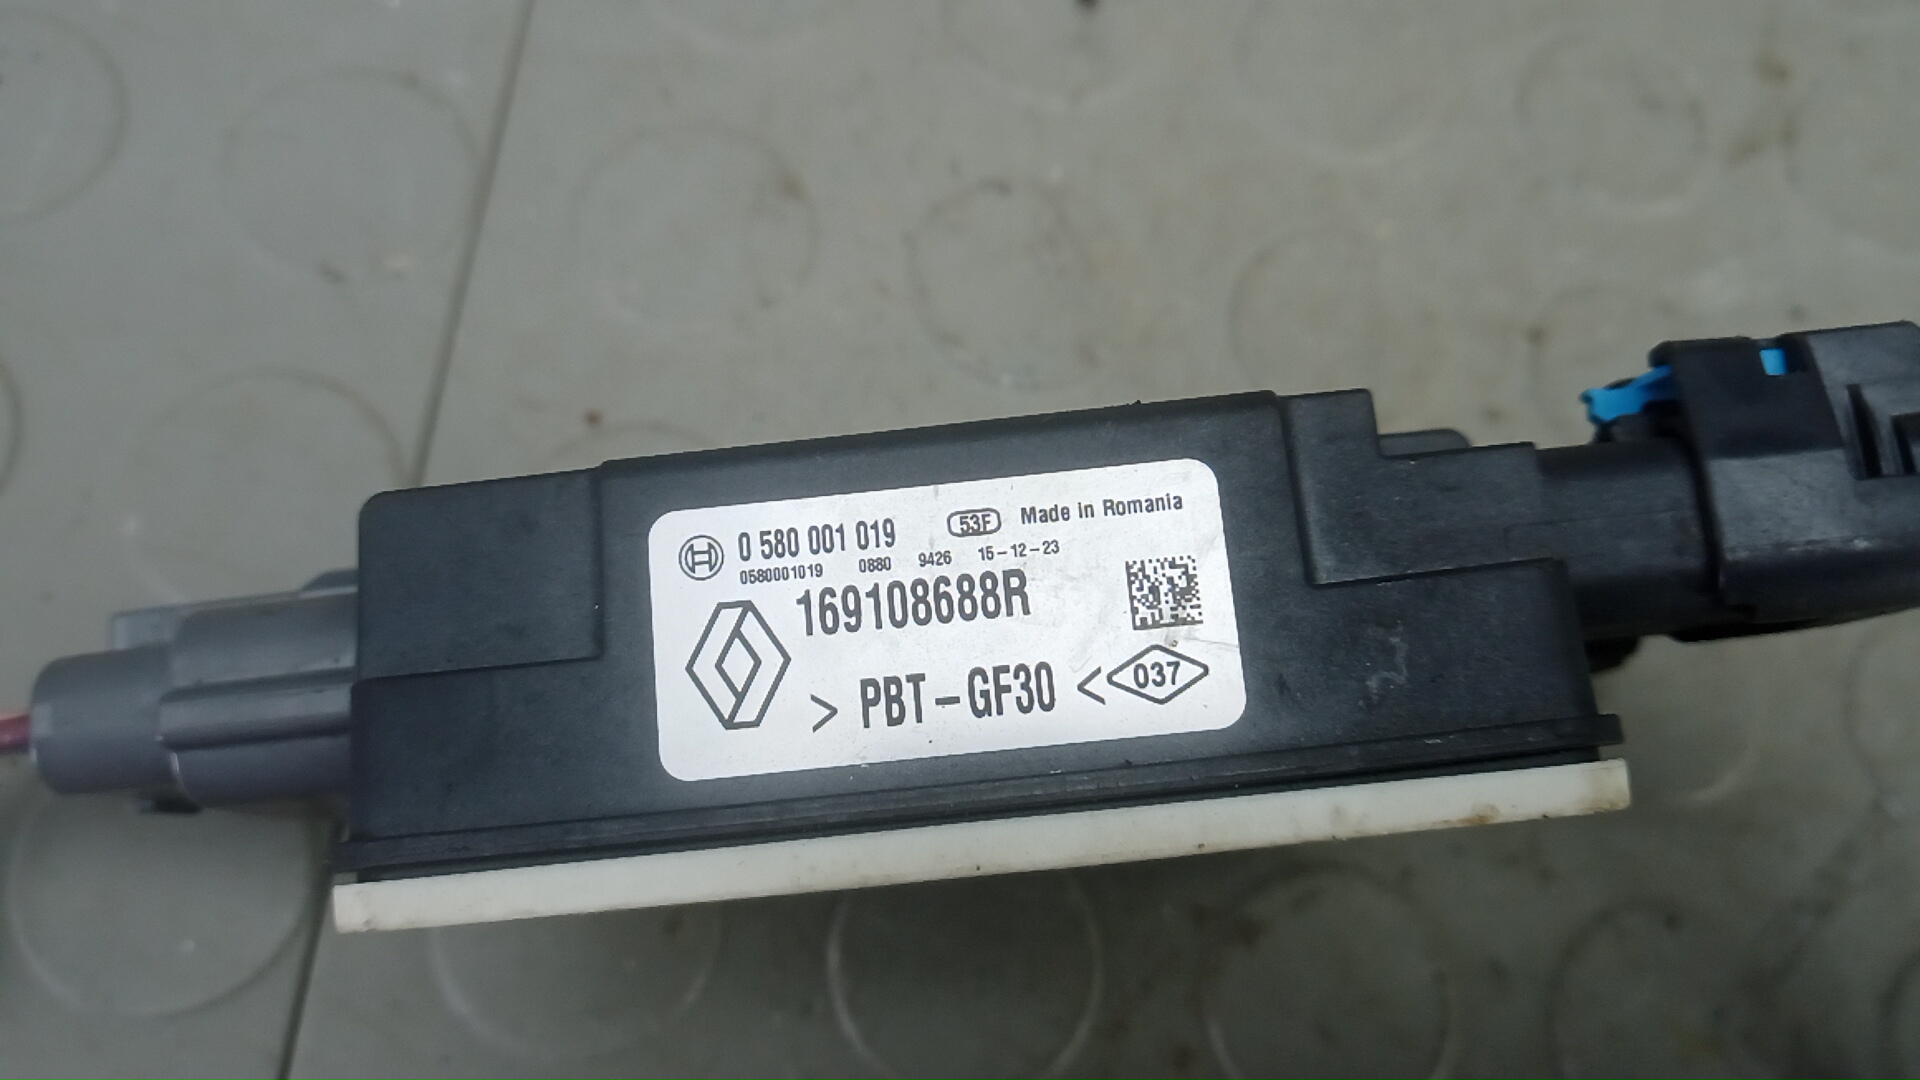 0 580 001 019 53F Made in Romania
0580001019 0880 9426 15-12-23
169108688R
> PBT-GF30 < 037